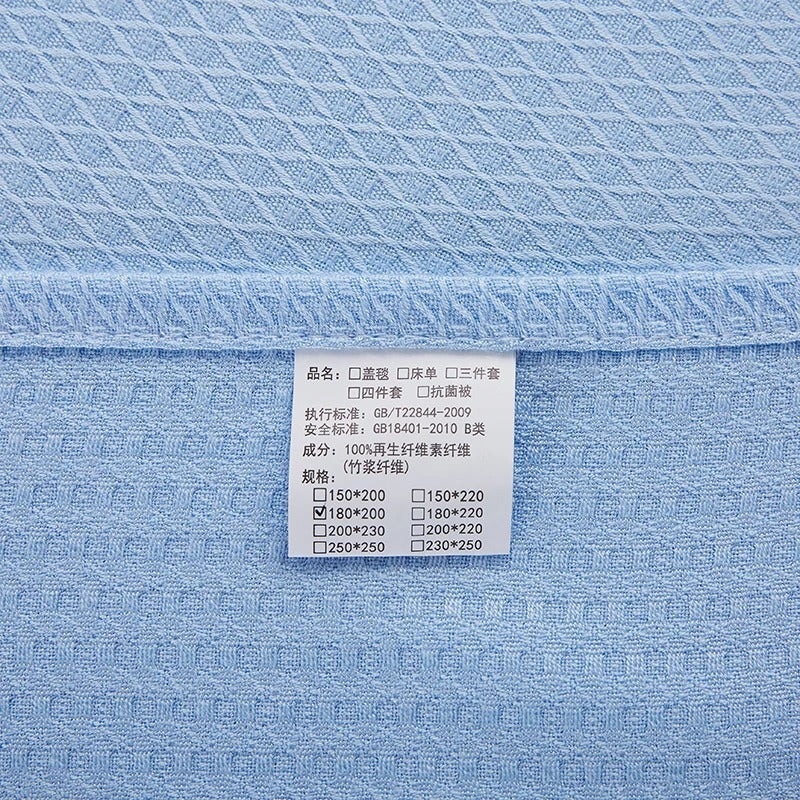 品名：□盖毯 □床单 □三件套
□四件套 □抗菌被
执行标准：GB/T22844-2009
安全标准：GB18401-2010 B类
成分：100%再生纤维素纤维
(竹浆纤维)
规格：
□150*200 □150*220
☑180*200 □180*220
□200*230 □200*220
□250*250 □230*250